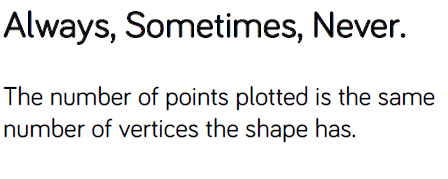 Always, Sometimes, Never.
The number of points plotted is the same
number of vertices the shape has.